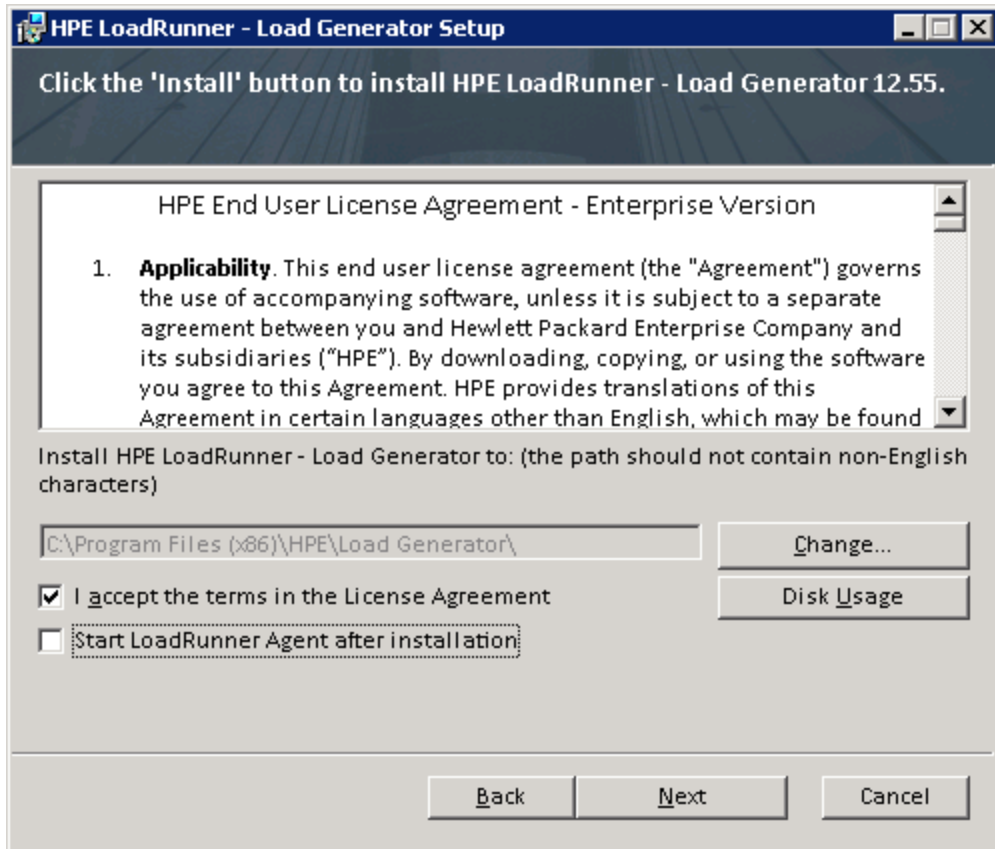 HPE LoadRunner - Load Generator Setup
Click the 'Install' button to install HPE LoadRunner - Load Generator 12.55.
HPE End User License Agreement - Enterprise Version
1. Applicability. This end user license agreement (the "Agreement") governs
the use of accompanying software, unless it is subject to a separate
agreement between you and Hewlett Packard Enterprise Company and
its subsidiaries (“HPE”). By downloading, copying, or using the software
you agree to this Agreement. HPE provides translations of this
Agreement in certain languages other than English, which may be found
Install HPE LoadRunner - Load Generator to: (the path should not contain non-English
characters)
C:\Program Files (x86)\HPE\Load Generator\
Change...
I accept the terms in the License Agreement
Disk Usage
Start LoadRunner Agent after installation
Back
Next
Cancel